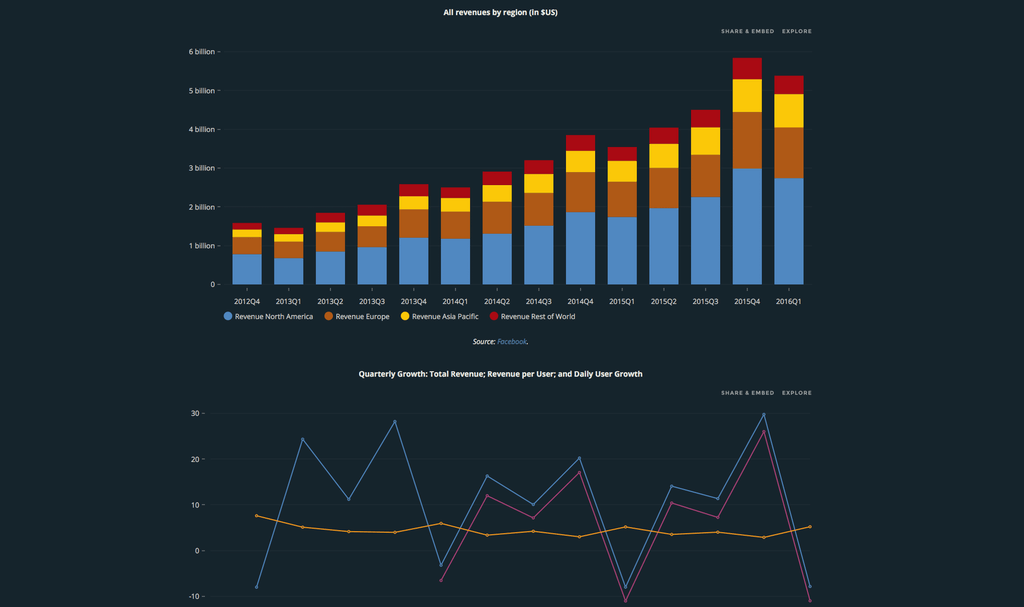 All revenues by region (in $US)
SHARE & EMBED EXPLORE
6 billion
5 billion
4 billion
3 billion
2 billion
1 billion
0
2012Q4 2013Q1 2013Q2 2013Q3 2013Q4 2014Q1 2014Q2 2014Q3 2014Q4 2015Q1 2015Q2 2015Q3 2015Q4 2016Q1
Revenue North America Revenue Europe Revenue Asia Pacific Revenue Rest of World
Source: Facebook.
Quarterly Growth: Total Revenue; Revenue per User; and Daily User Growth
SHARE & EMBED EXPLORE
30
20
10
0
-10